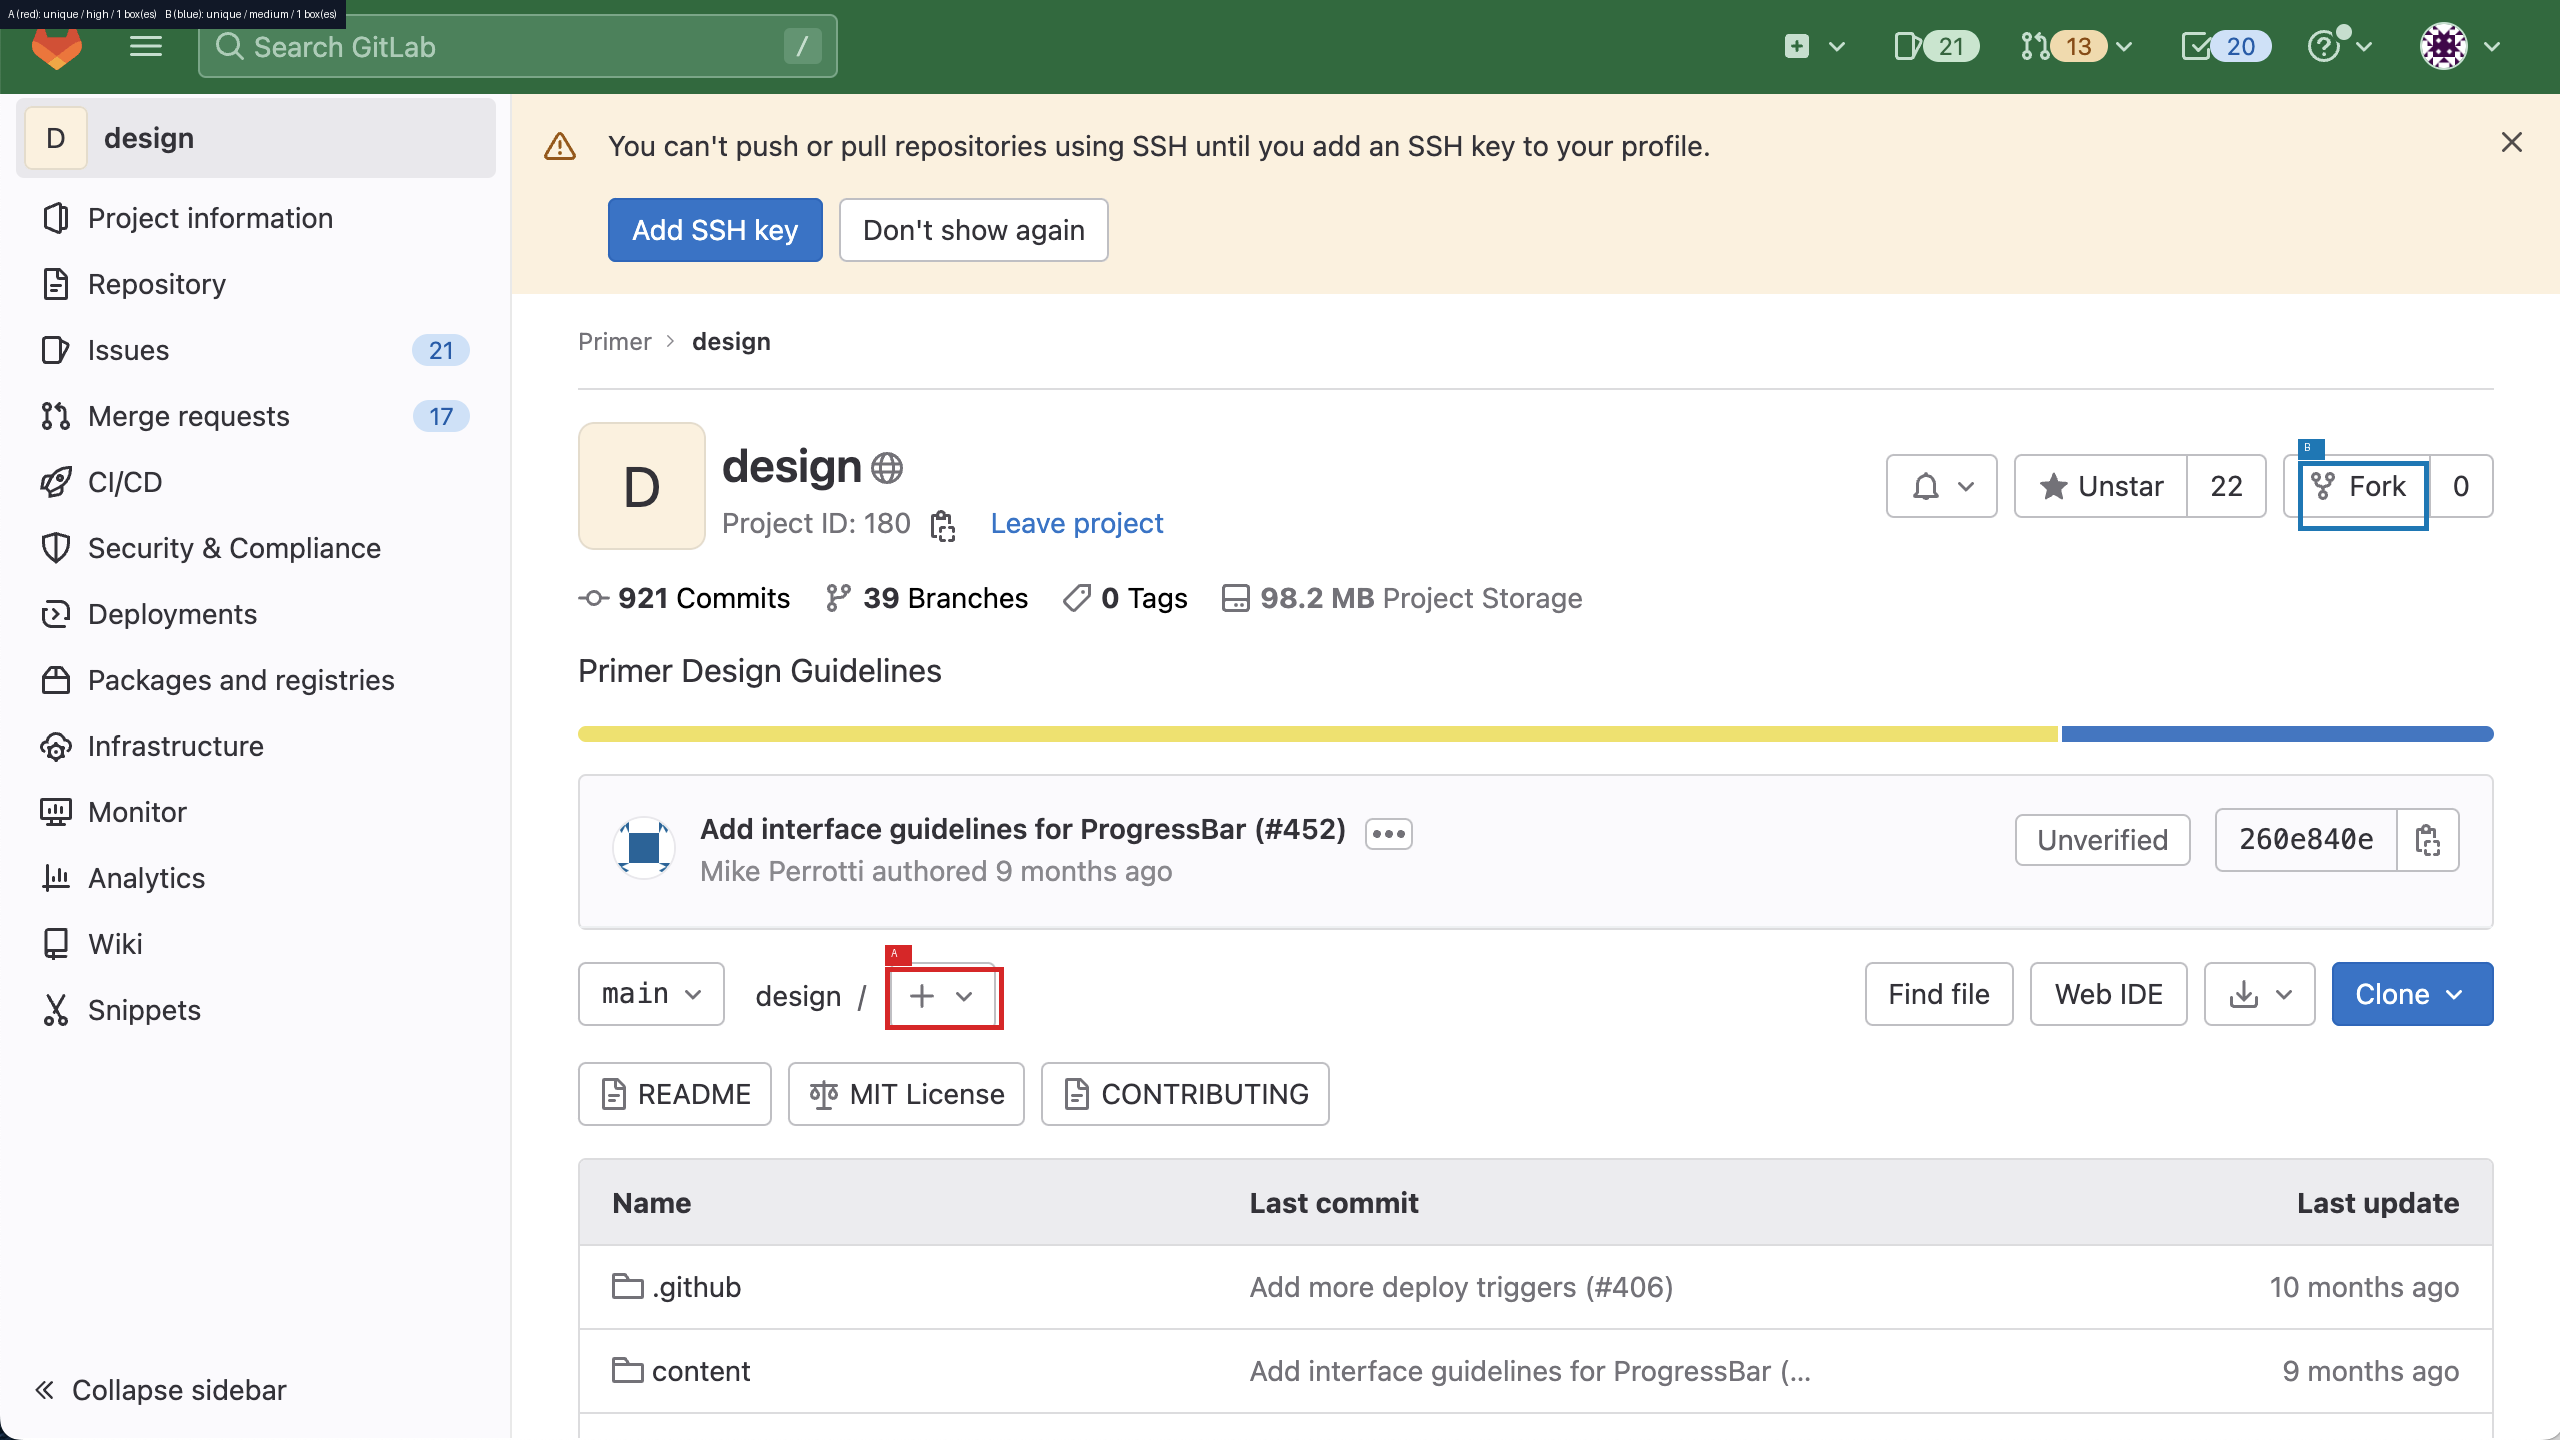 A (red): unique / high / 1 box(es) B (blue): unique / medium / 1 box(es)
Search GitLab /
21 13 20
D design
Project information
Repository
Issues 21
Merge requests 17
CI/CD
Security & Compliance
Deployments
Packages and registries
Infrastructure
Monitor
Analytics
Wiki
Snippets
Collapse sidebar
You can't push or pull repositories using SSH until you add an SSH key to your profile.
Add SSH key Don't show again
Primer design
D
design
Project ID: 180 Leave project
Unstar 22
B
Fork 0
921 Commits 39 Branches 0 Tags 98.2 MB Project Storage
Primer Design Guidelines
Add interface guidelines for ProgressBar (#452)
Mike Perrotti authored 9 months ago
Unverified 260e840e
A
main design / + Find file Web IDE Clone
README MIT License CONTRIBUTING
Name Last commit Last update
.github Add more deploy triggers (#406) 10 months ago
content Add interface guidelines for ProgressBar (... 9 months ago